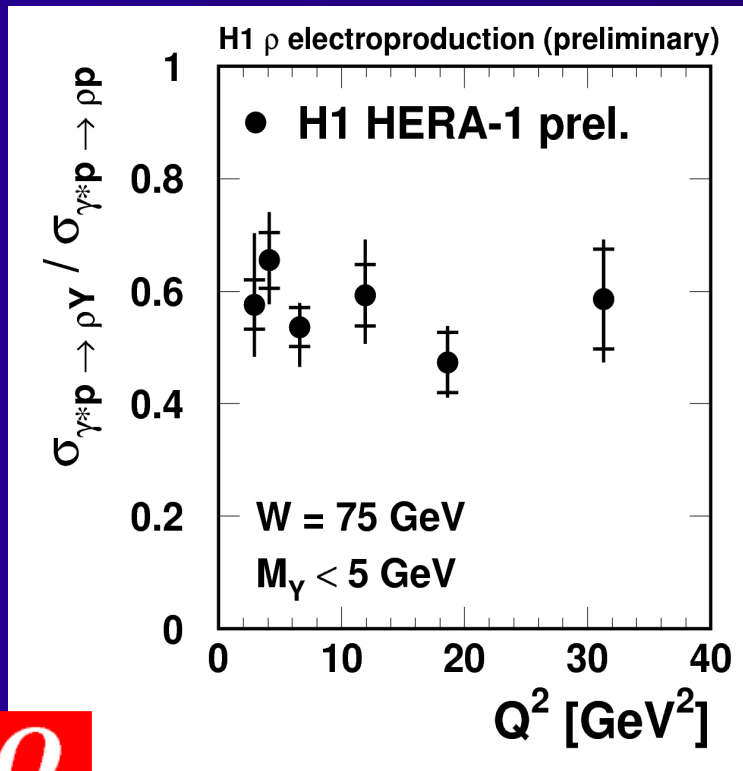 H1 ρ electroproduction (preliminary)
σγ*p → ρY / σγ*p → ρp
1
0.8
0.6
0.4
0.2
0
● H1 HERA-1 prel.
W = 75 GeV
MY < 5 GeV
0 10 20 30 40
Q² [GeV²]
ρ